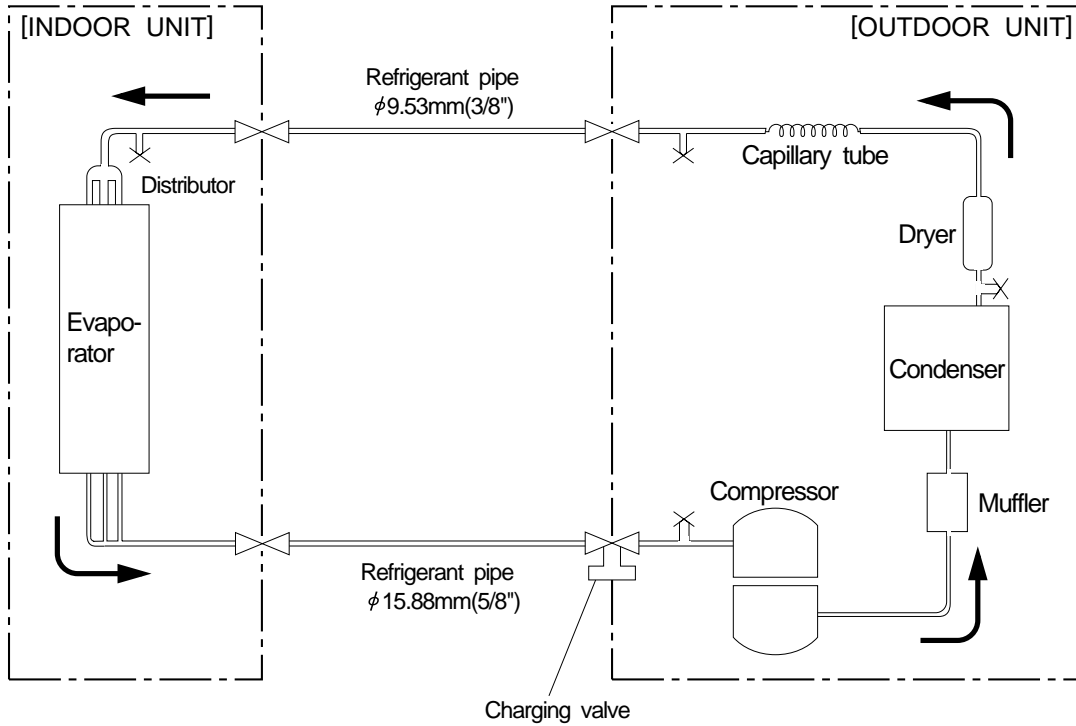 [INDOOR UNIT]
[OUTDOOR UNIT]
Refrigerant pipe
ϕ9.53mm(3/8")
Capillary tube
Distributor
Dryer
Evapo-
rator
Condenser
Compressor
Muffler
Refrigerant pipe
ϕ15.88mm(5/8")
Charging valve